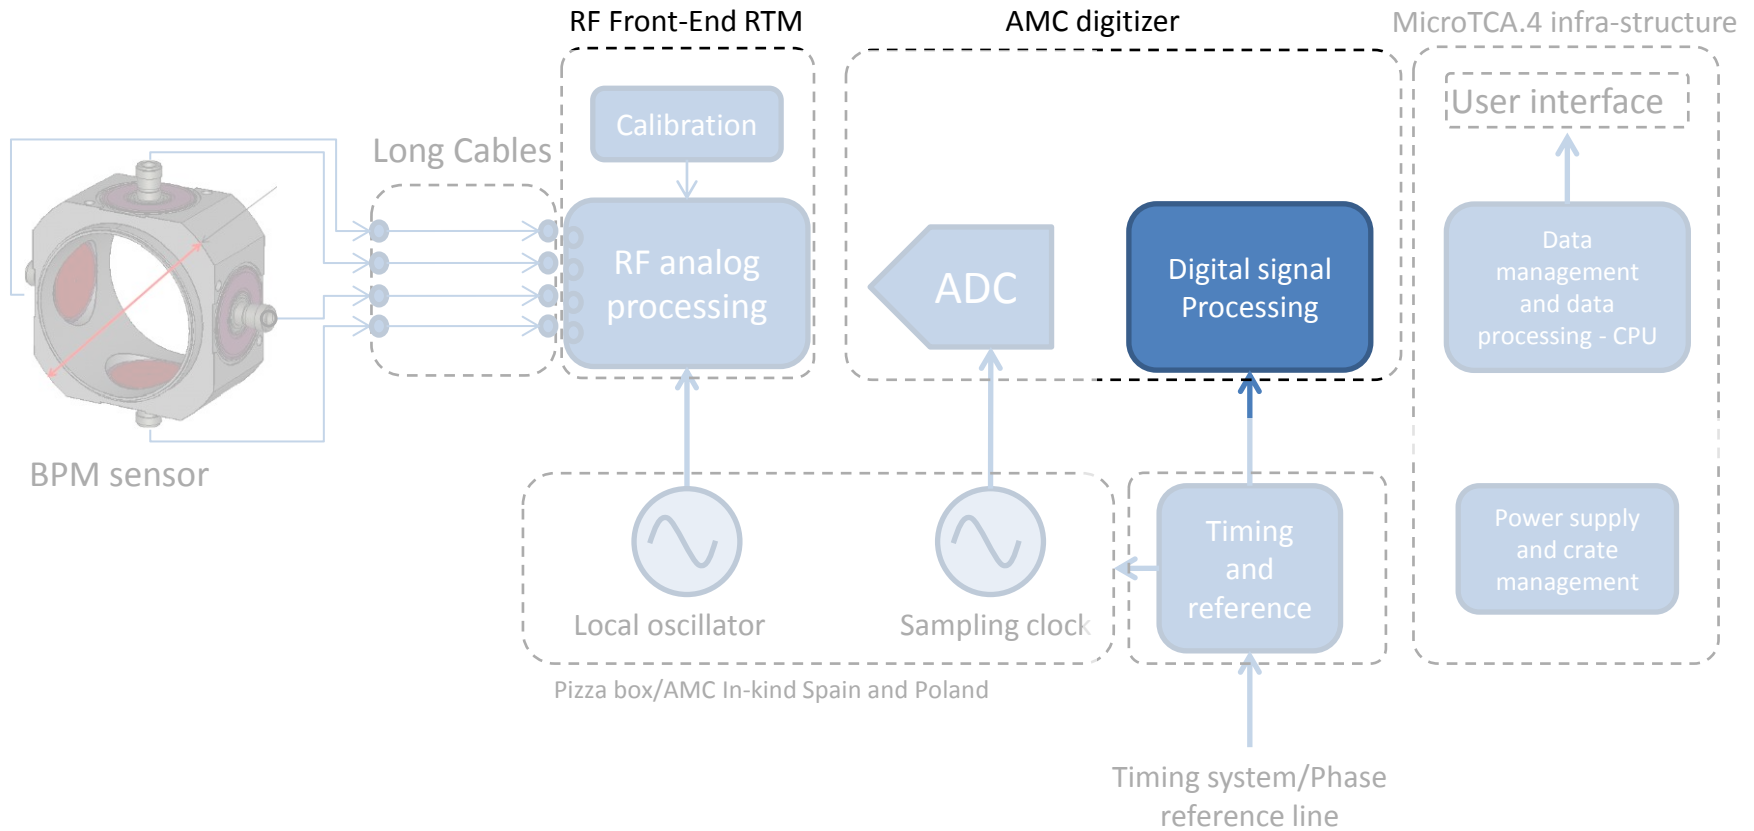 RF Front-End RTM
AMC digitizer
MicroTCA.4 infra-structure
User interface
Calibration
Long Cables
RF analog
processing
ADC
Digital signal
Processing
Data
management
and data
processing - CPU
BPM sensor
Timing
and
reference
Power supply
and crate
management
Local oscillator
Sampling clock
Pizza box/AMC In-kind Spain and Poland
Timing system/Phase
reference line